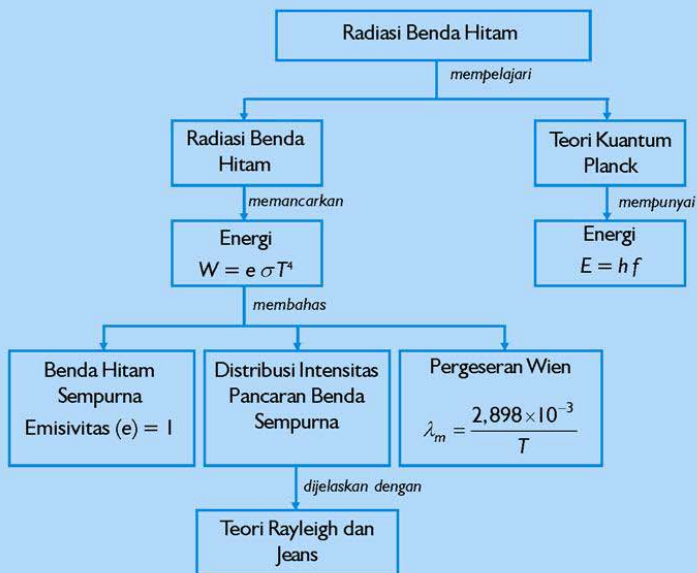 Radiasi Benda Hitam
mempelajari
Radiasi Benda
Hitam
Teori Kuantum
Planck
memancarkan
mempunyai
Energi
W = e σT⁴
Energi
E = h f
membahas
Benda Hitam
Sempurna
Emisivitas (e) = 1
Distribusi Intensitas
Pancaran Benda
Sempurna
Pergeseran Wien
λₘ = 2,898×10⁻³ / T
dijelaskan dengan
Teori Rayleigh dan
Jeans